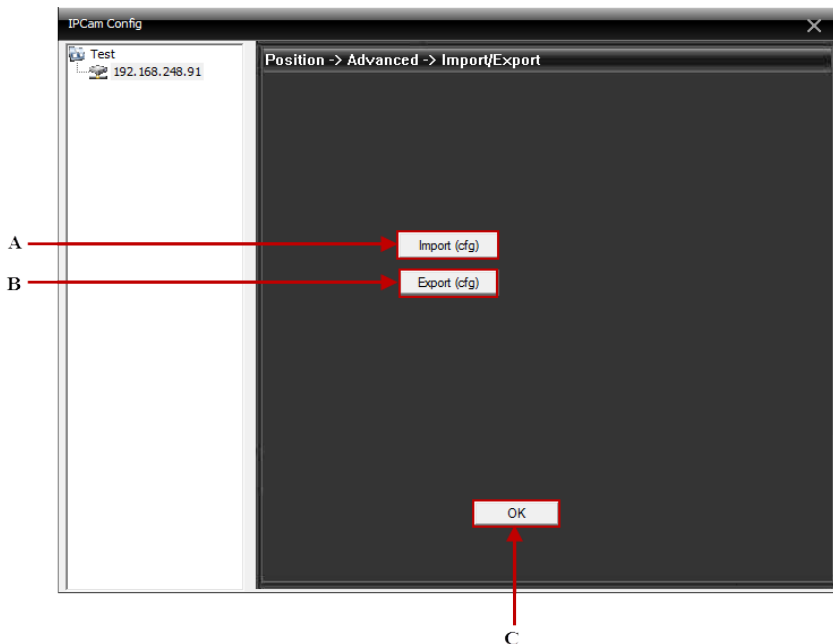 IPCam Config
Test
192.168.248.91
Position -> Advanced -> Import/Export
A
Import (cfg)
B
Export (cfg)
OK
C